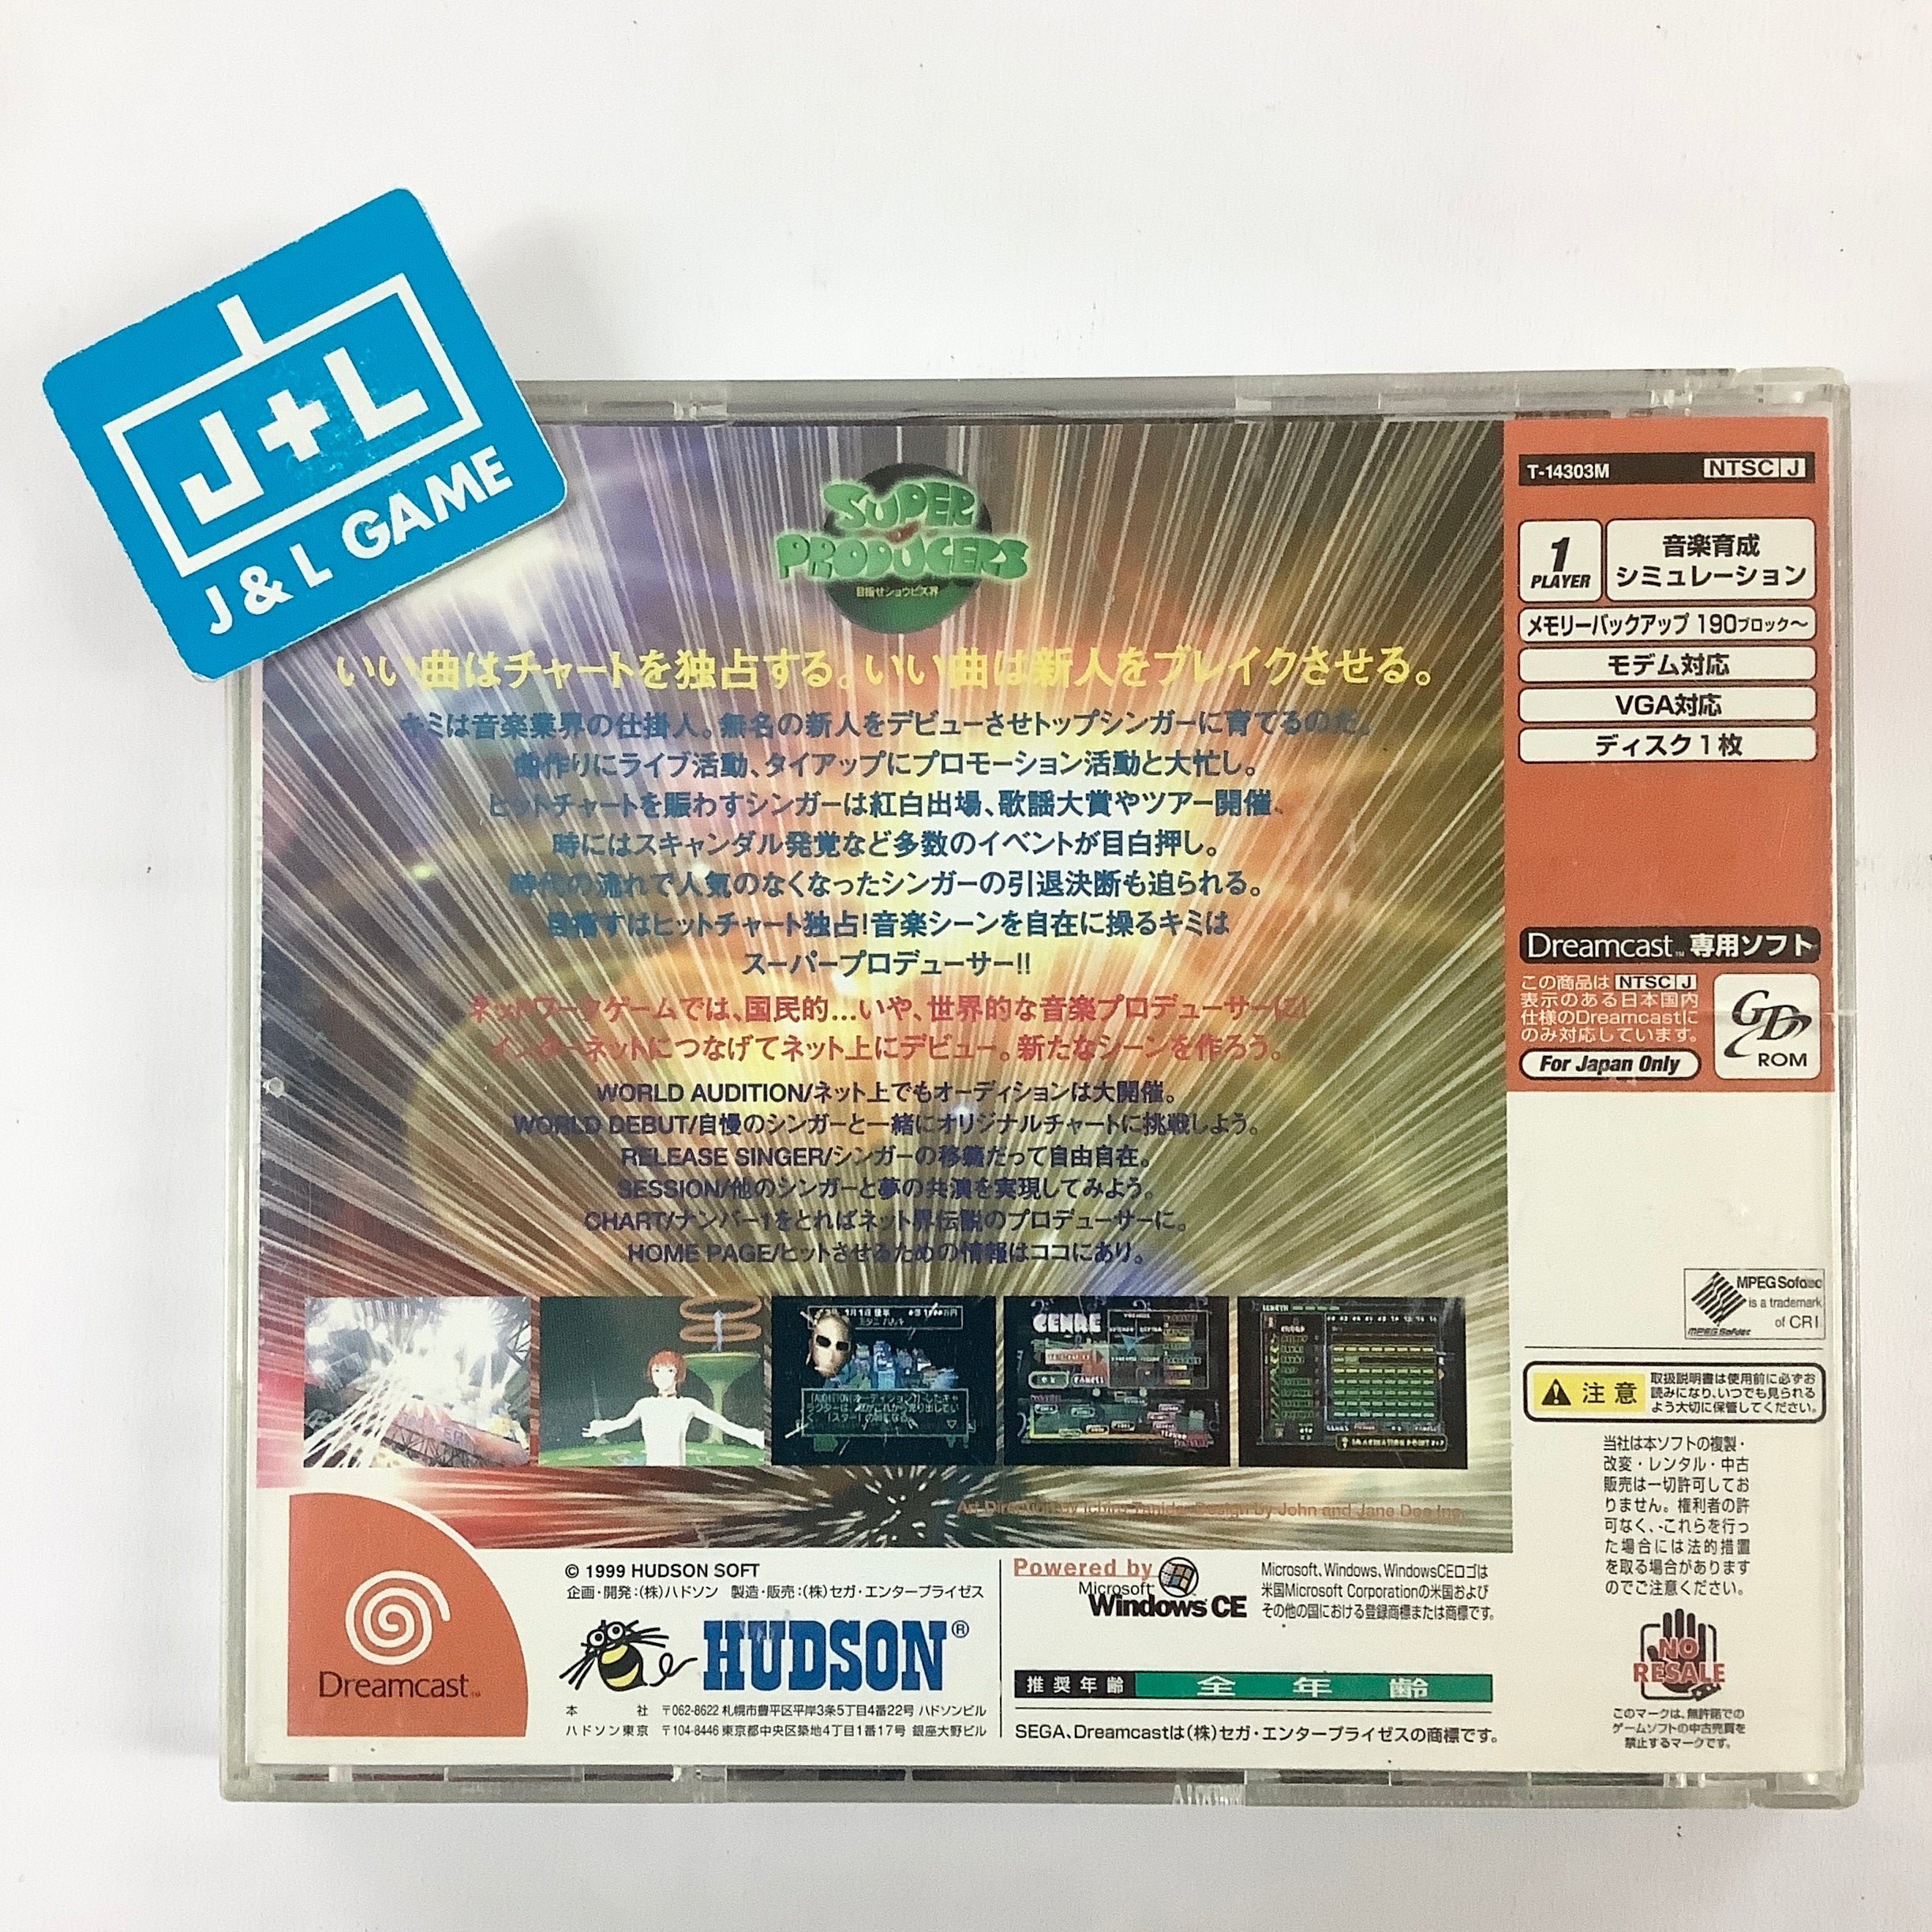 J+L
J & L GAME
SUPER
PRODUCERS
目指せショウビズ界
いい曲はチャートを独占する。いい曲は新人をブレイクさせる。
キミは音楽業界の仕掛人。無名の新人をデビューさせトップシンガーに育てるのだ。
曲作りにライブ活動、タイアップにプロモーション活動と大忙し。
ヒットチャートを賑わすシンガーは紅白出場、歌謡大賞やツアー開催、
時にはスキャンダル発覚など多数のイベントが目白押し。
時代の流れで人気のなくなったシンガーの引退決断も迫られる。
目指すはヒットチャート独占!音楽シーンを自在に操るキミは
スーパープロデューサー!!
ネットワークゲームでは、国民的…いや、世界的な音楽プロデューサーに!
インターネットにつなげてネット上にデビュー。新たなシーンを作ろう。
WORLD AUDITION/ネット上でもオーディションは大開催。
WORLD DEBUT/自慢のシンガーと一緒にオリジナルチャートに挑戦しよう。
RELEASE SINGER/シンガーの移籍だって自由自在。
SESSION/他のシンガーと夢の共演を実現してみよう。
CHART/ナンバー1をとればネット界伝説のプロデューサーに。
HOME PAGE/ヒットさせるための情報はココにあり。
GENRE
Art Direction by Ichiro Tanida Design by John and Jane Doe Inc.
Dreamcast™
© 1999 HUDSON SOFT
企画・開発:(株)ハドソン 製造・販売:(株)セガ・エンタープライゼス
HUDSON®
本 社 〒062-8622 札幌市豊平区平岸3条5丁目4番22号 ハドソンビル
ハドソン東京 〒104-8446 東京都中央区築地4丁目1番17号 銀座大野ビル
Powered by
Microsoft
Windows CE
Microsoft、Windows、WindowsCEロゴは
米国Microsoft Corporationの米国および
その他の国における登録商標または商標です。
推奨年齢 全年齢
SEGA、Dreamcastは(株)セガ・エンタープライゼスの商標です。
T-14303M NTSC J
1
PLAYER
音楽育成
シミュレーション
メモリーバックアップ 190ブロック〜
モデム対応
VGA対応
ディスク1枚
Dreamcast™ 専用ソフト
この商品は NTSC J
表示のある日本国内
仕様のDreamcastに
のみ対応しています。
For Japan Only
GD
ROM
MPEG Sofdec
is a trademark
of CRI
MPEG Sofdec
注意
取扱説明書は使用前に必ずお
読みになり、いつでも見られる
よう大切に保管してください。
当社は本ソフトの複製・
改変・レンタル・中古
販売は一切許可してお
りません。権利者の許
可なく、これらを行っ
た場合には法的措置
を取る場合があります
のでご注意ください。
NO
RESALE
このマークは、無許諾での
ゲームソフトの中古売買を
禁止するマークです。